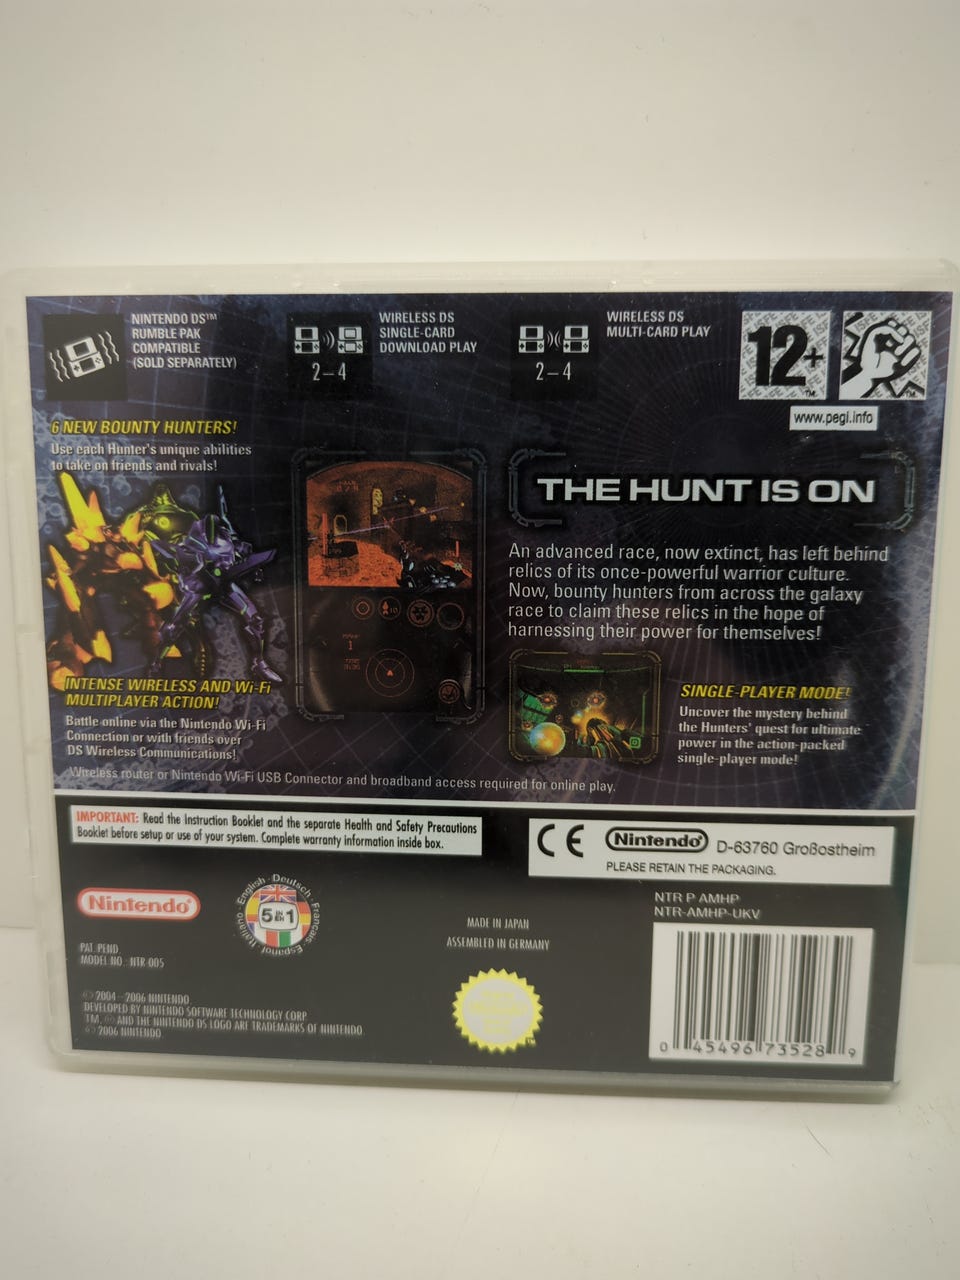 NINTENDO DS™
RUMBLE PAK
COMPATIBLE
(SOLD SEPARATELY)
WIRELESS DS
SINGLE-CARD
DOWNLOAD PLAY
2–4
WIRELESS DS
MULTI-CARD PLAY
2–4
12+
www.pegi.info
6 NEW BOUNTY HUNTERS!
Use each Hunter's unique abilities
to take on friends and rivals!
THE HUNT IS ON
An advanced race, now extinct, has left behind
relics of its once-powerful warrior culture.
Now, bounty hunters from across the galaxy
race to claim these relics in the hope of
harnessing their power for themselves!
INTENSE WIRELESS AND Wi-Fi
MULTIPLAYER ACTION!
Battle online via the Nintendo Wi-Fi
Connection or with friends over
DS Wireless Communications!
SINGLE-PLAYER MODE!
Uncover the mystery behind
the Hunters' quest for ultimate
power in the action-packed
single-player mode!
Wireless router or Nintendo Wi-Fi USB Connector and broadband access required for online play.
IMPORTANT: Read the Instruction Booklet and the separate Health and Safety Precautions
Booklet before setup or use of your system. Complete warranty information inside box.
CE Nintendo® D-63760 Großostheim
PLEASE RETAIN THE PACKAGING.
Nintendo®
English · Deutsch · Français · Español · Italiano
5 IN 1
PAT. PEND.
MODEL NO.: NTR-005
© 2004–2006 NINTENDO
DEVELOPED BY NINTENDO SOFTWARE TECHNOLOGY CORP
TM, ® AND THE NINTENDO DS LOGO ARE TRADEMARKS OF NINTENDO.
© 2006 NINTENDO.
MADE IN JAPAN
ASSEMBLED IN GERMANY
NTR P AMHP
NTR-AMHP-UKV
0 45496 73528 9